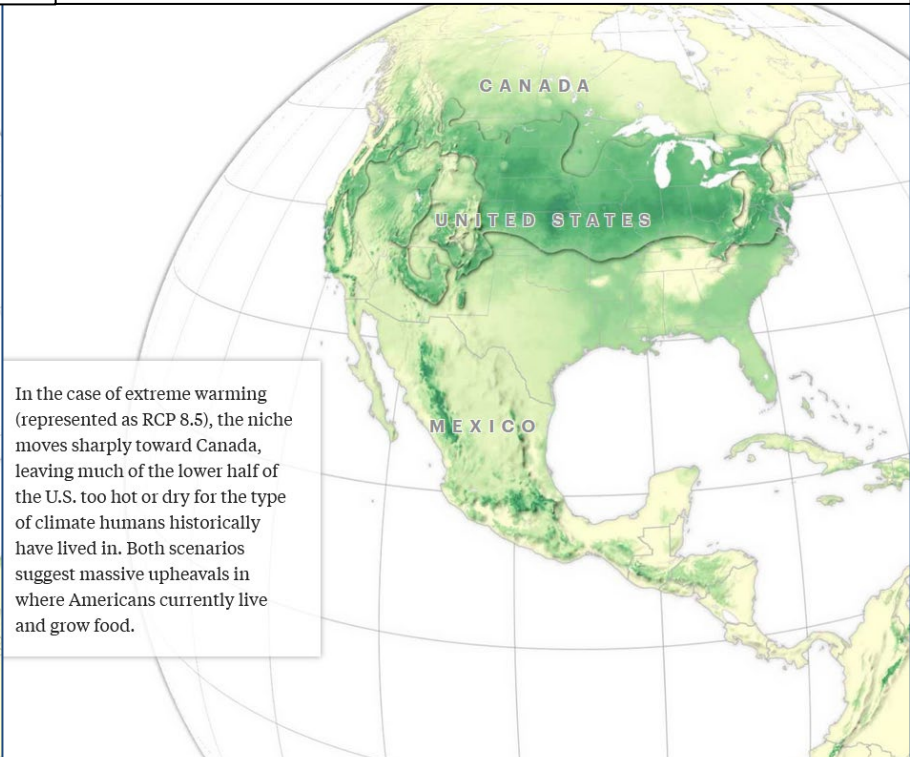 CANADA
UNITED STATES
MEXICO
In the case of extreme warming
(represented as RCP 8.5), the niche
moves sharply toward Canada,
leaving much of the lower half of
the U.S. too hot or dry for the type
of climate humans historically
have lived in. Both scenarios
suggest massive upheavals in
where Americans currently live
and grow food.